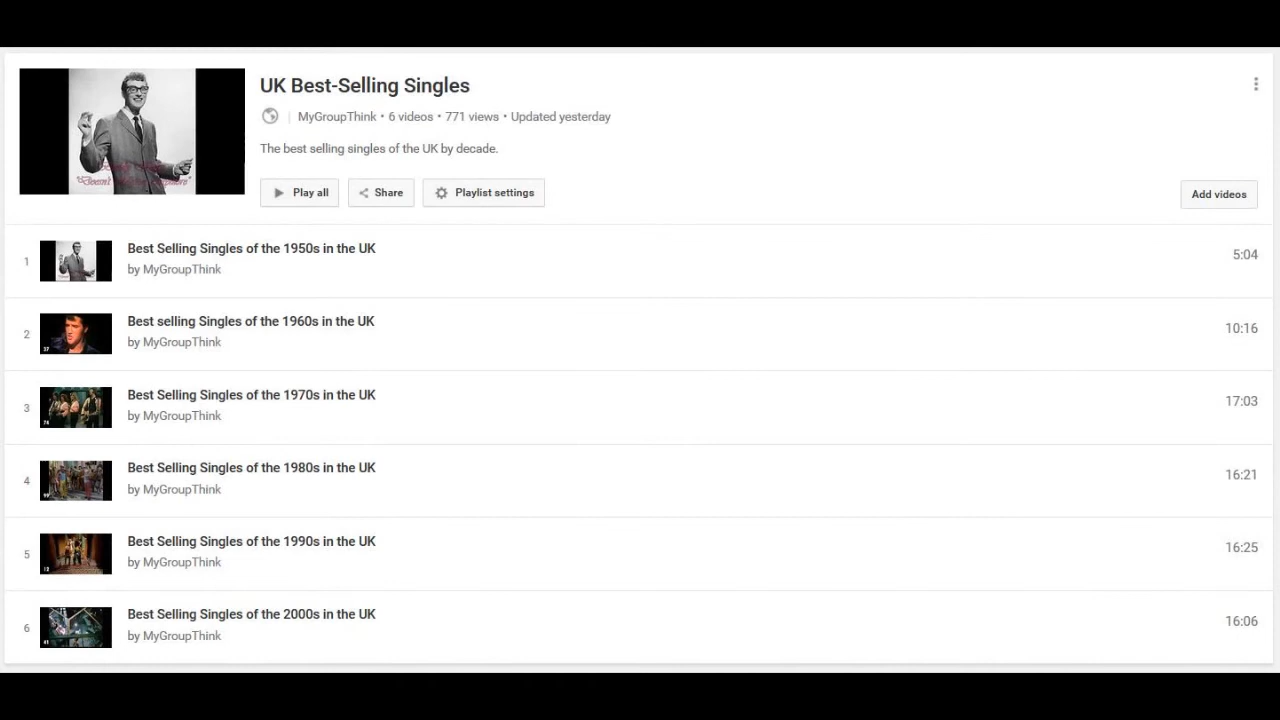 UK Best-Selling Singles
MyGroupThink • 6 videos • 771 views • Updated yesterday
The best selling singles of the UK by decade.
Play all
Share
Playlist settings
Add videos
1
Best Selling Singles of the 1950s in the UK
5:04
by MyGroupThink
2
Best selling Singles of the 1960s in the UK
10:16
by MyGroupThink
3
Best Selling Singles of the 1970s in the UK
17:03
by MyGroupThink
4
Best Selling Singles of the 1980s in the UK
16:21
by MyGroupThink
5
Best Selling Singles of the 1990s in the UK
16:25
by MyGroupThink
6
Best Selling Singles of the 2000s in the UK
16:06
by MyGroupThink